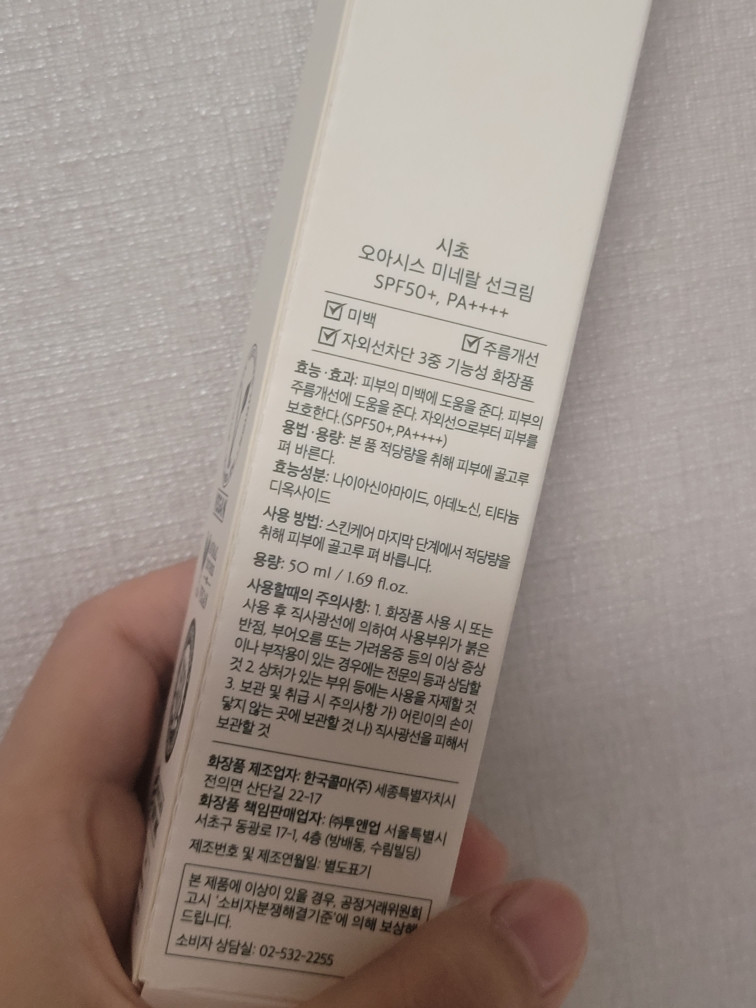 시초
오아시스 미네랄 선크림
SPF50+, PA++++
미백 주름개선
자외선차단 3중 기능성 화장품
효능·효과: 피부의 미백에 도움을 준다. 피부의
주름개선에 도움을 준다. 자외선으로부터 피부를
보호한다.(SPF50+,PA++++)
용법·용량: 본 품 적당량을 취해 피부에 골고루
펴 바른다.
효능성분: 나이아신아마이드, 아데노신, 티타늄
디옥사이드
사용 방법: 스킨케어 마지막 단계에서 적당량을
취해 피부에 골고루 펴 바릅니다.
용량: 50 ml / 1.69 fl.oz.
사용할때의 주의사항: 1. 화장품 사용 시 또는
사용 후 직사광선에 의하여 사용부위가 붉은
반점, 부어오름 또는 가려움증 등의 이상 증상
이나 부작용이 있는 경우에는 전문의 등과 상담할
것 2. 상처가 있는 부위 등에는 사용을 자제할 것
3. 보관 및 취급 시 주의사항 가) 어린이의 손이
닿지 않는 곳에 보관할 것 나) 직사광선을 피해서
보관할 것
화장품 제조업자: 한국콜마(주) 세종특별자치시
전의면 산단길 22-17
화장품 책임판매업자: ㈜투앤업 서울특별시
서초구 동광로 17-1, 4층 (방배동, 수림빌딩)
제조번호 및 제조연월일: 별도표기
본 제품에 이상이 있을 경우, 공정거래위원회
고시 '소비자분쟁해결기준'에 의해 보상해
드립니다.
소비자 상담실: 02-532-2255